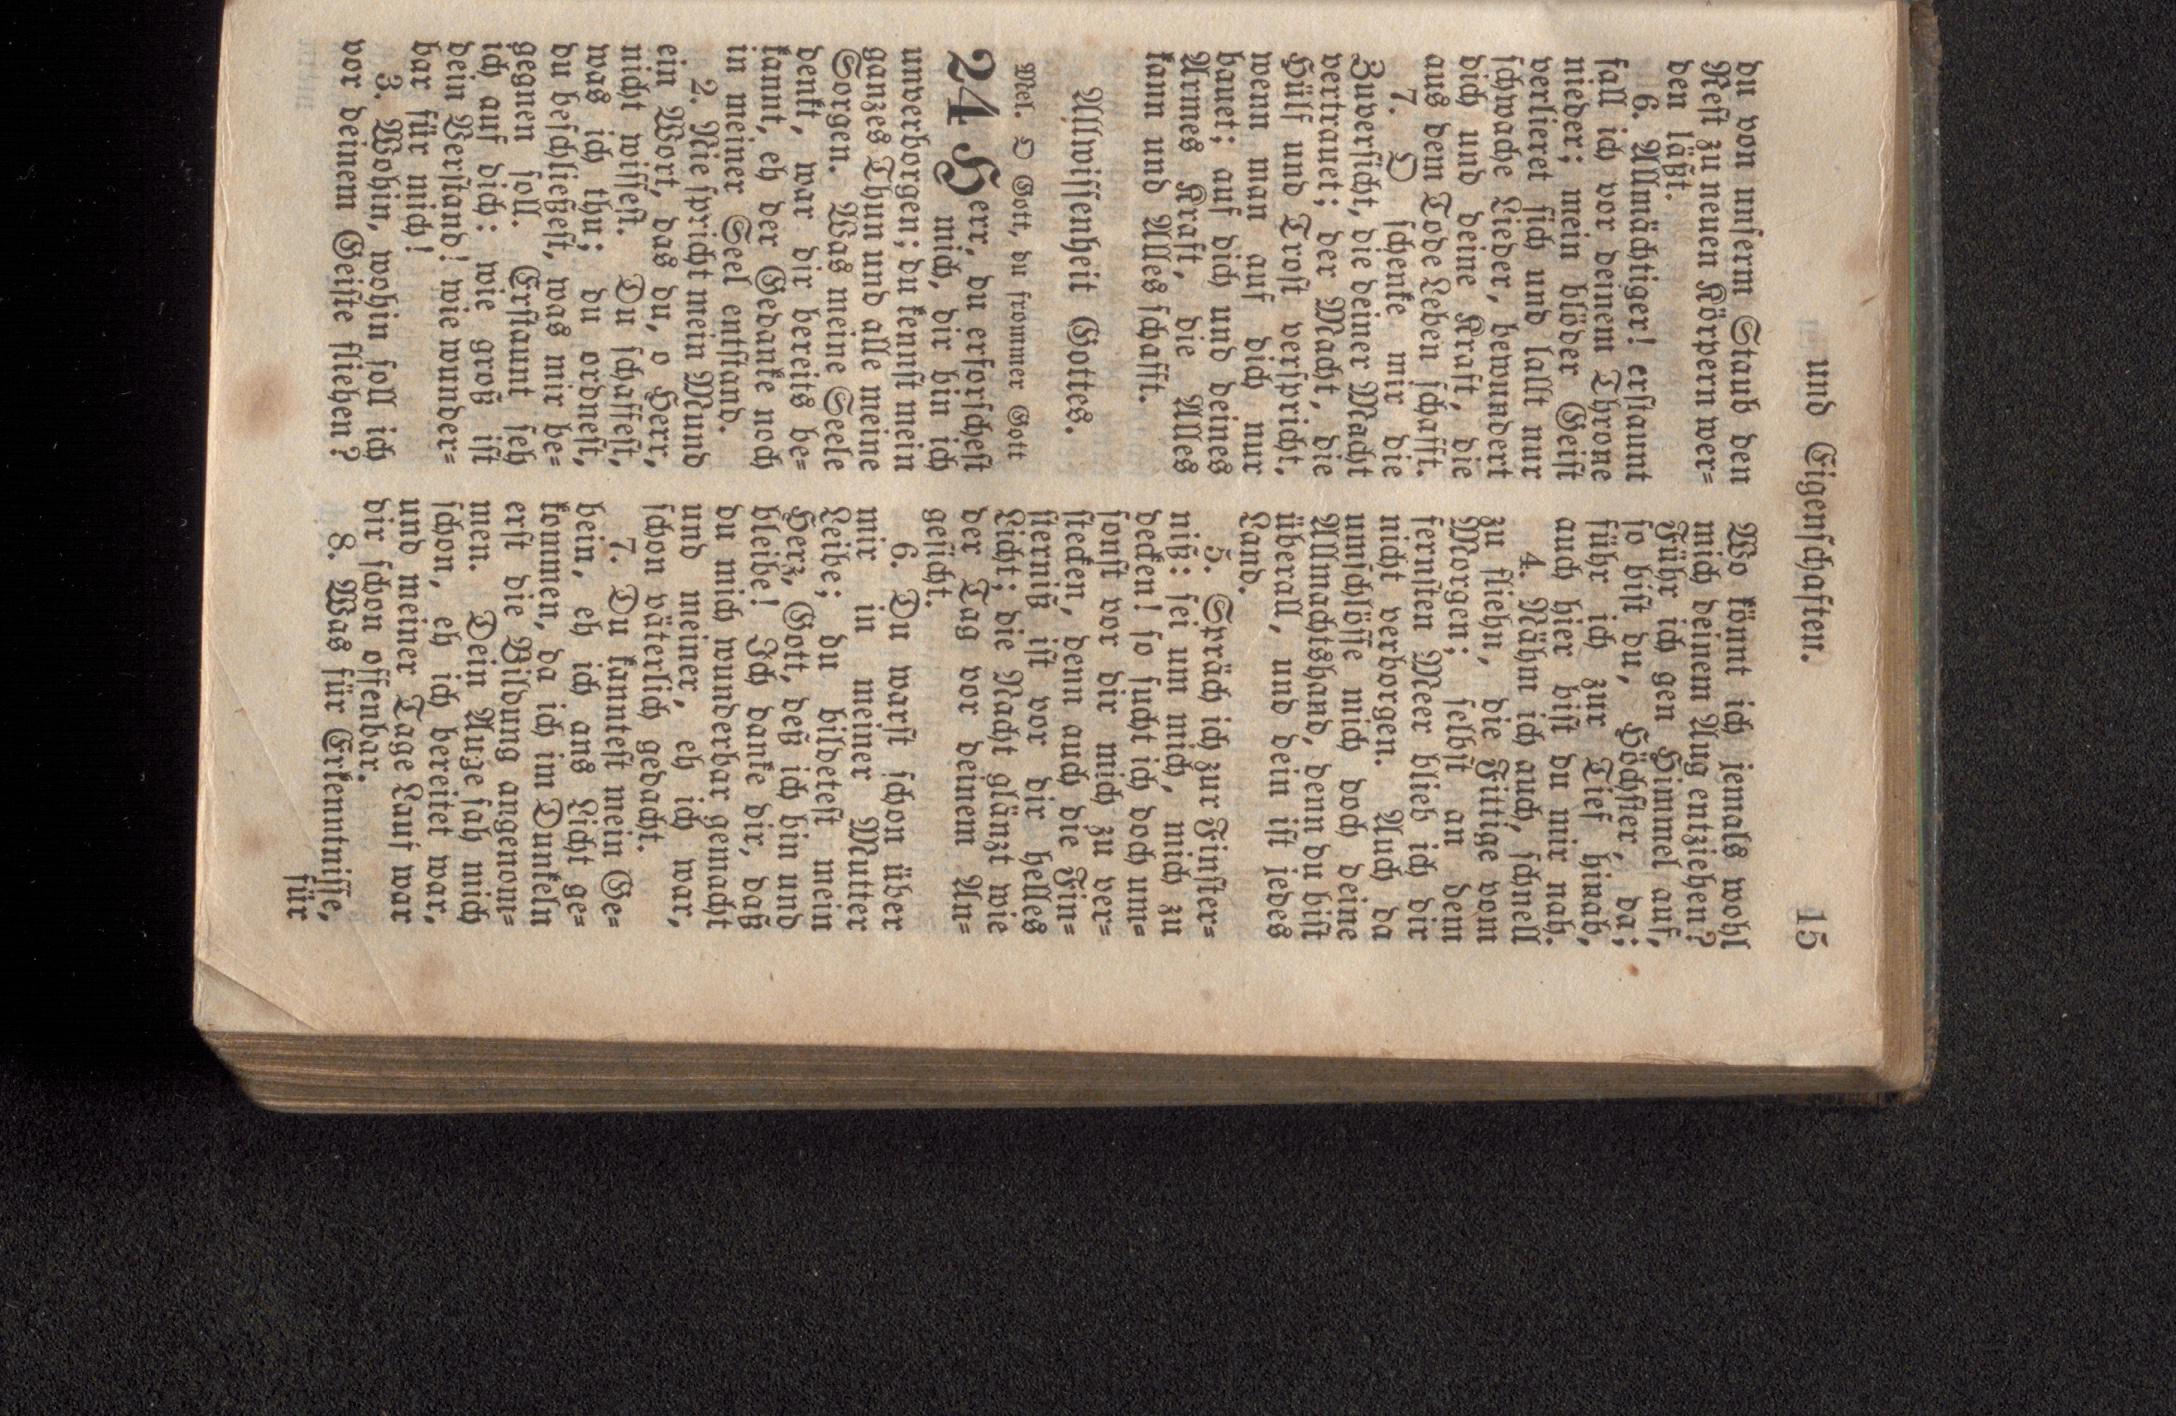 und Eigenschaften. 15
du von unserm Staub den
Rest zu neuen Körpern wer=
den läßt.
6. Allmächtiger! erstaunt
fall ich vor deinem Throne
nieder; mein blöder Geist
verlieret sich und lallt nur
schwache Lieder, bewundert
dich und deine Kraft, die
aus dem Tode Leben schafft.
7. O schenke mir die
Zuversicht, die deiner Macht
vertrauet; der Macht, die
Hülf und Trost verspricht.
wenn man auf dich nur
bauet; auf dich und deines
Armes Kraft, die Alles
kann und Alles schafft.
Allwissenheit Gottes.
Mel. O Gott, du frommer Gott
24 Herr, du erforschest
mich, dir bin ich
unverborgen; du kennst mein
ganzes Thun und alle meine
Sorgen. Was meine Seele
denkt, war dir bereits be=
kannt, eh der Gedanke noch
in meiner Seel entstand.
2. Nie spricht mein Mund
ein Wort, das du, o Herr,
nicht wissest. Du schaffest,
was ich thu; du ordnest,
du beschließest, was mir be=
gegnen soll. Erstaunt seh
ich auf dich: wie groß ist
dein Verstand! wie wunder=
bar für mich!
3. Wohin, wohin soll ich
vor deinem Geiste fliehen?
Wo könnt ich jemals wohl
mich deinem Aug entziehen?
Führ ich gen Himmel auf,
so bist du, Höchster, da;
führ ich zur Tief hinab,
auch hier bist du mir nah.
4. Nähm ich auch, schnell
zu fliehn, die Fittige vom
Morgen; selbst an dem
fernsten Meer blieb ich dir
nicht verborgen. Auch da
umschlösse mich doch deine
Allmachtshand, denn du bist
überall, und dein ist jedes
Land.
5. Spräch ich zur Finster=
niß: sei um mich, mich zu
decken! so sucht ich doch um=
sonst vor dir mich zu ver=
stecken, denn auch die Fin=
sterniß ist vor dir helles
Licht; die Nacht glänzt wie
der Tag vor deinem An=
gesicht.
6. Du warst schon über
mir in meiner Mutter
Leibe; du bildetest mein
Herz, Gott, deß ich bin und
bleibe! Ich danke dir, daß
du mich wunderbar gemacht
und meiner, eh ich war,
schon väterlich gedacht.
7. Du kanntest mein Ge=
bein, eh ich ans Licht ge=
kommen, da ich im Dunkeln
erst die Bildung angenom=
men. Dein Auge sah mich
schon, eh ich bereitet war,
und meiner Tage Lauf war
dir schon offenbar.
8. Was für Erkenntnisse,
für